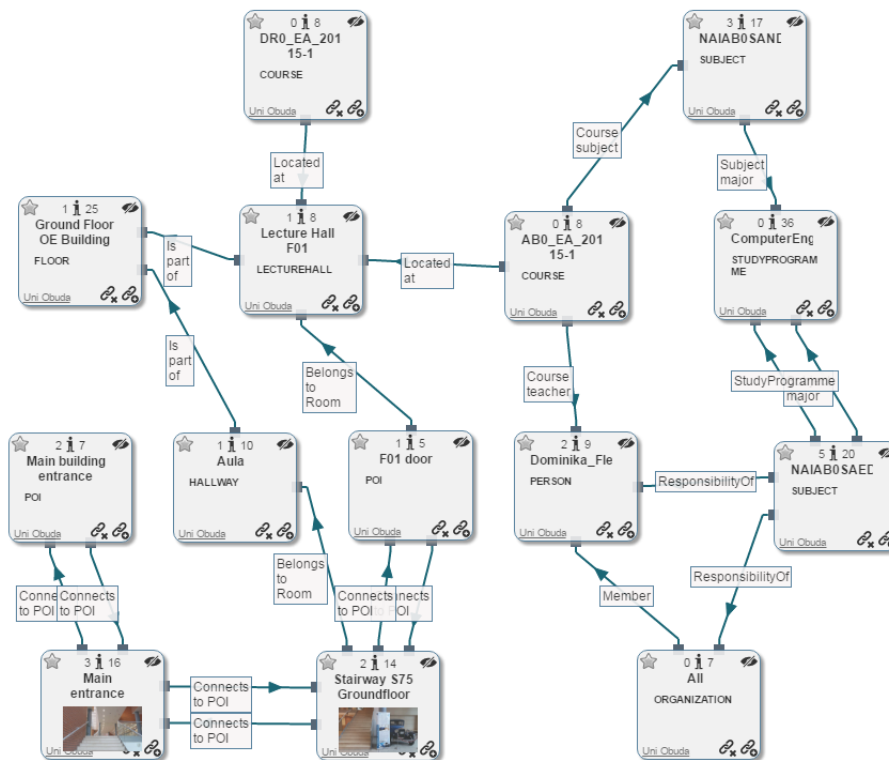 0 8
DR0_EA_201
15-1
COURSE
Uni Obuda
3 17
NAIAB0SAND
SUBJECT
Uni Obuda
Course
subject
Located
at
Subject
major
1 25
Ground Floor
OE Building
FLOOR
Uni Obuda
Is
part
of
1 8
Lecture Hall
F01
LECTUREHALL
Uni Obuda
Located
at
0 8
AB0_EA_201
15-1
COURSE
Uni Obuda
0 36
ComputerEng
STUDYPROGRAM
ME
Uni Obuda
Is
part
of
Belongs
to
Room
Course
teacher
StudyProgramme
major
2 7
Main building
entrance
POI
Uni Obuda
1 10
Aula
HALLWAY
Uni Obuda
1 5
F01 door
POI
Uni Obuda
2 9
Dominika_Fle
PERSON
Uni Obuda
ResponsibilityOf
5 20
NAIAB0SAED
SUBJECT
Uni Obuda
Connects
to POI
Belongs
to
Room
Connects
to POI
Member
ResponsibilityOf
3 16
Main
entrance
Uni Obuda
Connects
to POI
Connects
to POI
2 14
Stairway S75
Groundfloor
Uni Obuda
0 7
All
ORGANIZATION
Uni Obuda